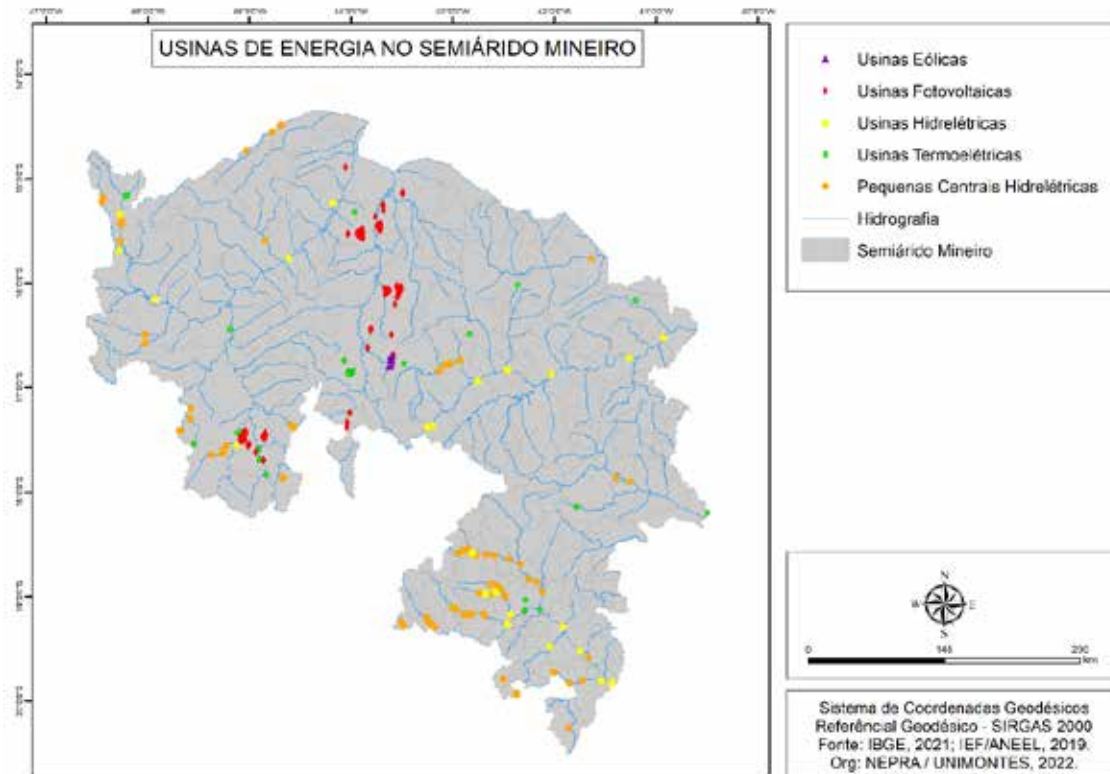 USINAS DE ENERGIA NO SEMIÁRIDO MINEIRO
Usinas Eólicas
Usinas Fotovoltaicas
Usinas Hidrelétricas
Usinas Termoelétricas
Pequenas Centrais Hidrelétricas
Hidrografia
Semiárido Mineiro
N
W E
S
0 145 290
km
Sistema de Coordenadas Geodésicos
Referêncial Geodésico - SIRGAS 2000
Fonte: IBGE, 2021; IEF/ANEEL, 2019.
Org: NEPRA / UNIMONTES, 2022.